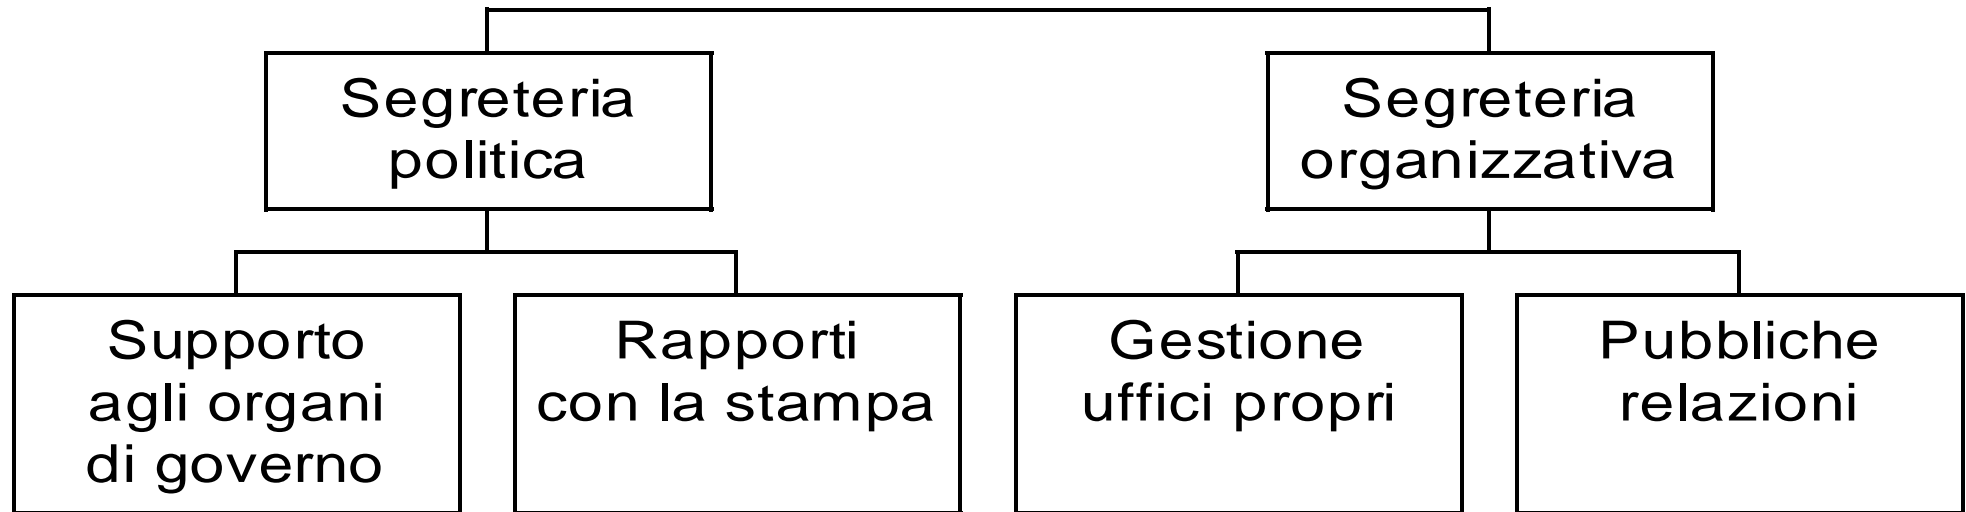 Segreteria
politica
Segreteria
organizzativa
Supporto
agli organi
di governo
Rapporti
con la stampa
Gestione
uffici propri
Pubbliche
relazioni